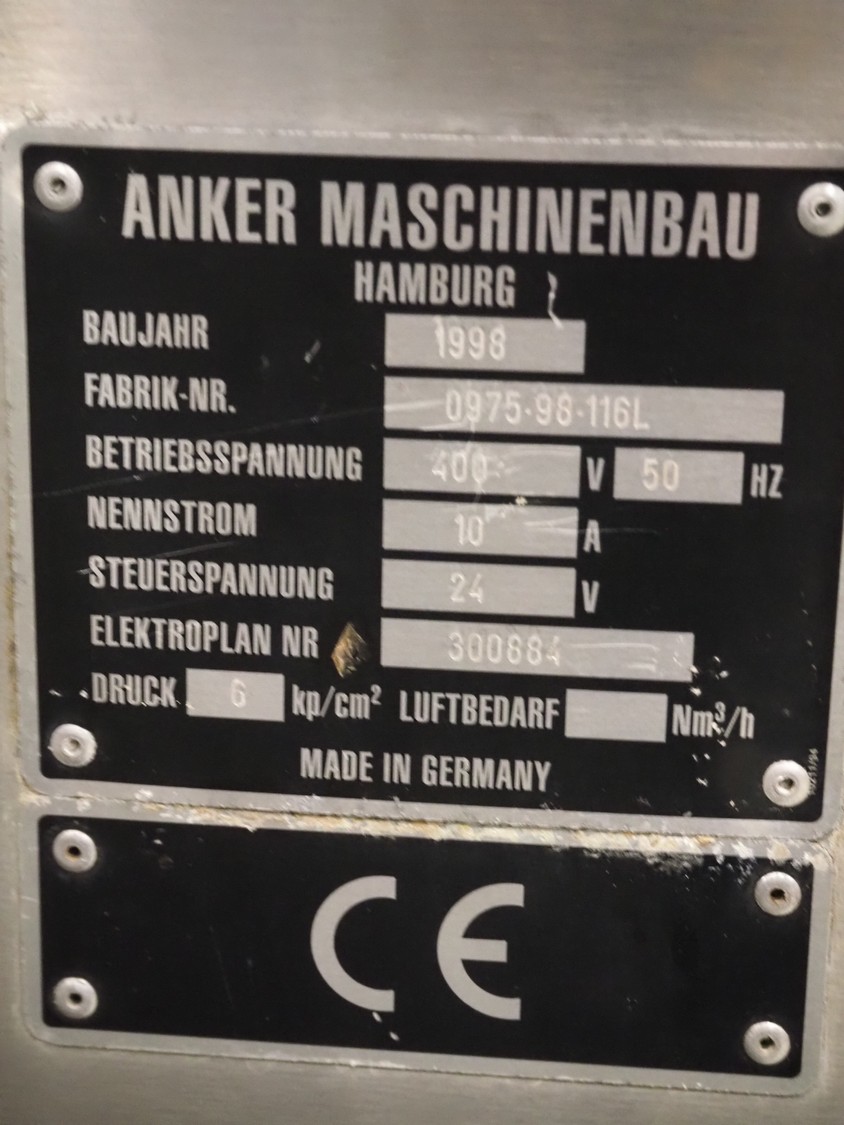 ANKER MASCHINENBAU
HAMBURG
BAUJAHR 1998
FABRIK-NR. 0975-98-116L
BETRIEBSSPANNUNG 400 V 50 HZ
NENNSTROM 10 A
STEUERSPANNUNG 24 V
ELEKTROPLAN NR 300884
DRUCK 6 kp/cm² LUFTBEDARF Nm³/h
MADE IN GERMANY
CE